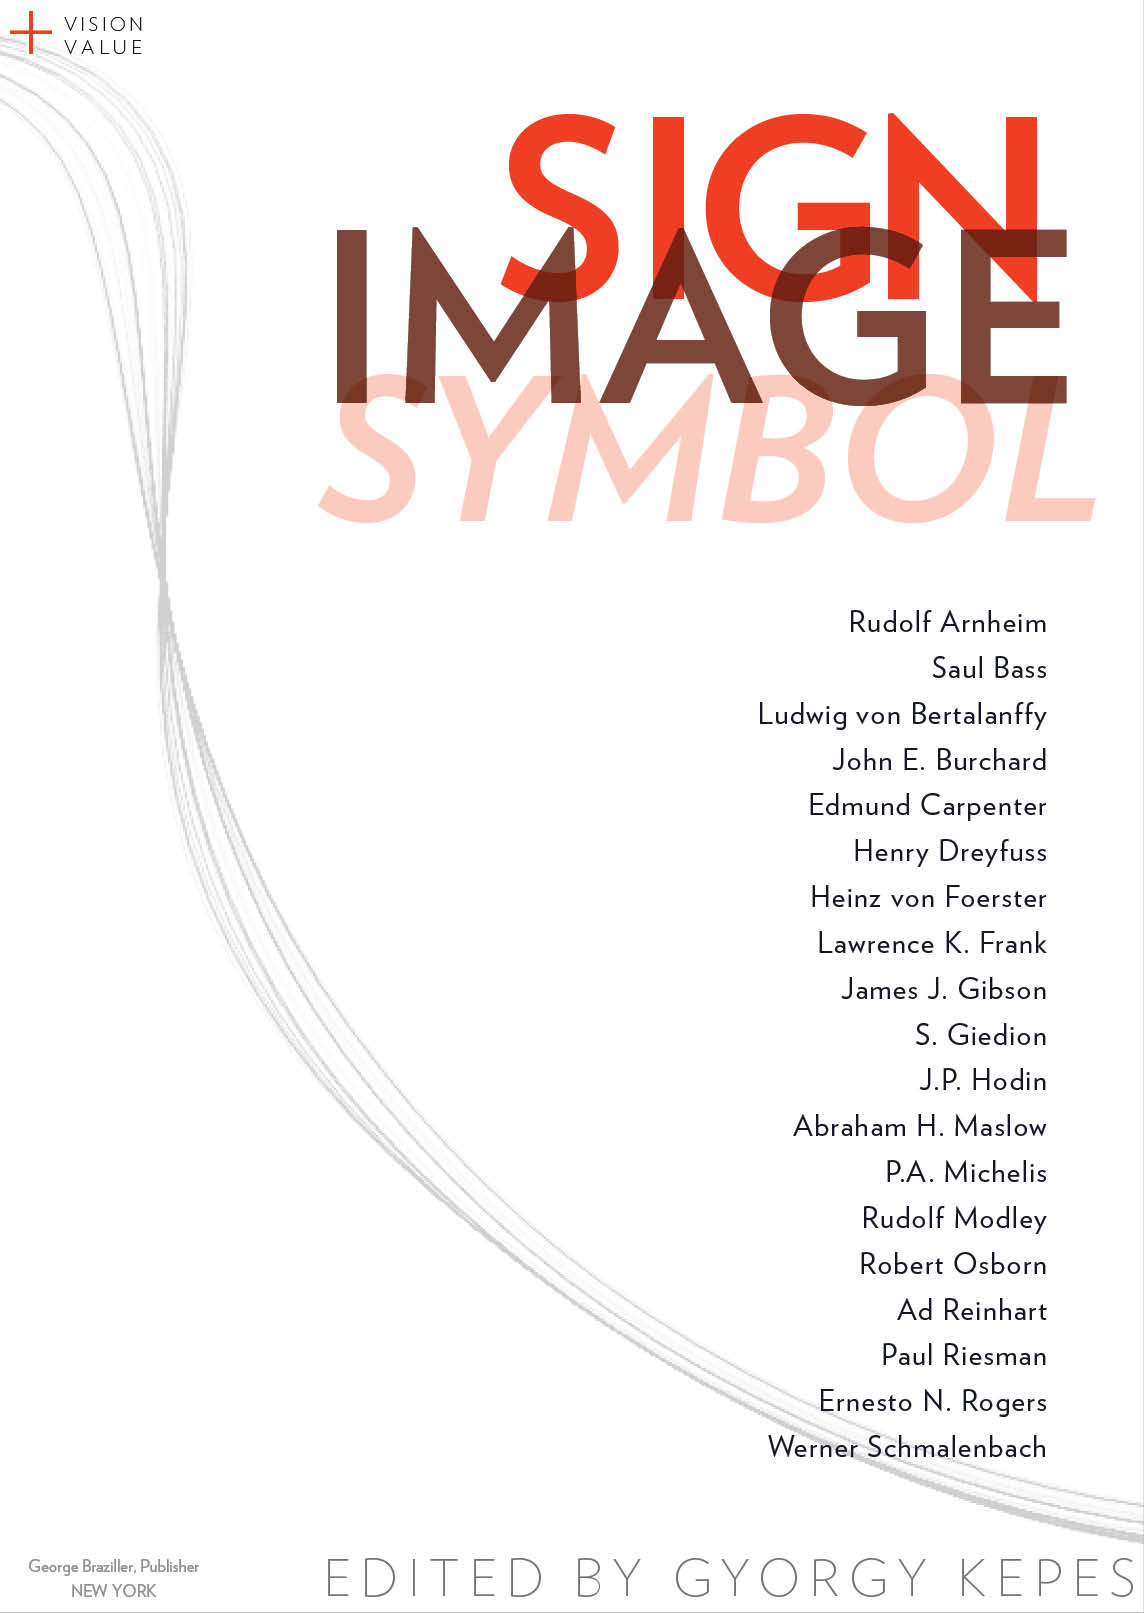 VISION
VALUE
SIGN
IMAGE
SYMBOL
Rudolf Arnheim
Saul Bass
Ludwig von Bertalanffy
John E. Burchard
Edmund Carpenter
Henry Dreyfuss
Heinz von Foerster
Lawrence K. Frank
James J. Gibson
S. Giedion
J.P. Hodin
Abraham H. Maslow
P.A. Michelis
Rudolf Modley
Robert Osborn
Ad Reinhart
Paul Riesman
Ernesto N. Rogers
Werner Schmalenbach
George Braziller, Publisher
NEW YORK
EDITED BY GYORGY KEPES